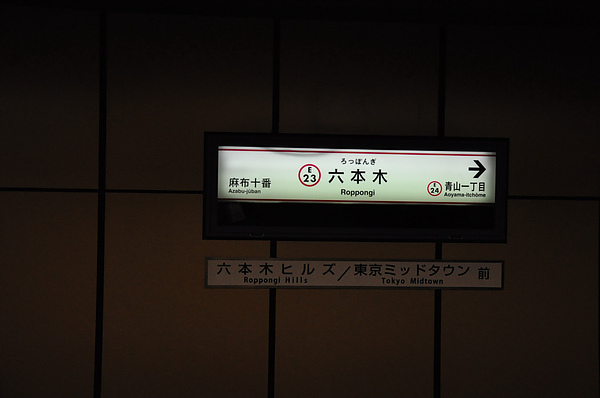 ろっぽんぎ
E 23 六本木
Roppongi
麻布十番
Azabu-jūban
E 24 青山一丁目
Aoyama-itchōme
六本木ヒルズ/東京ミッドタウン 前
Roppongi Hills Tokyo Midtown